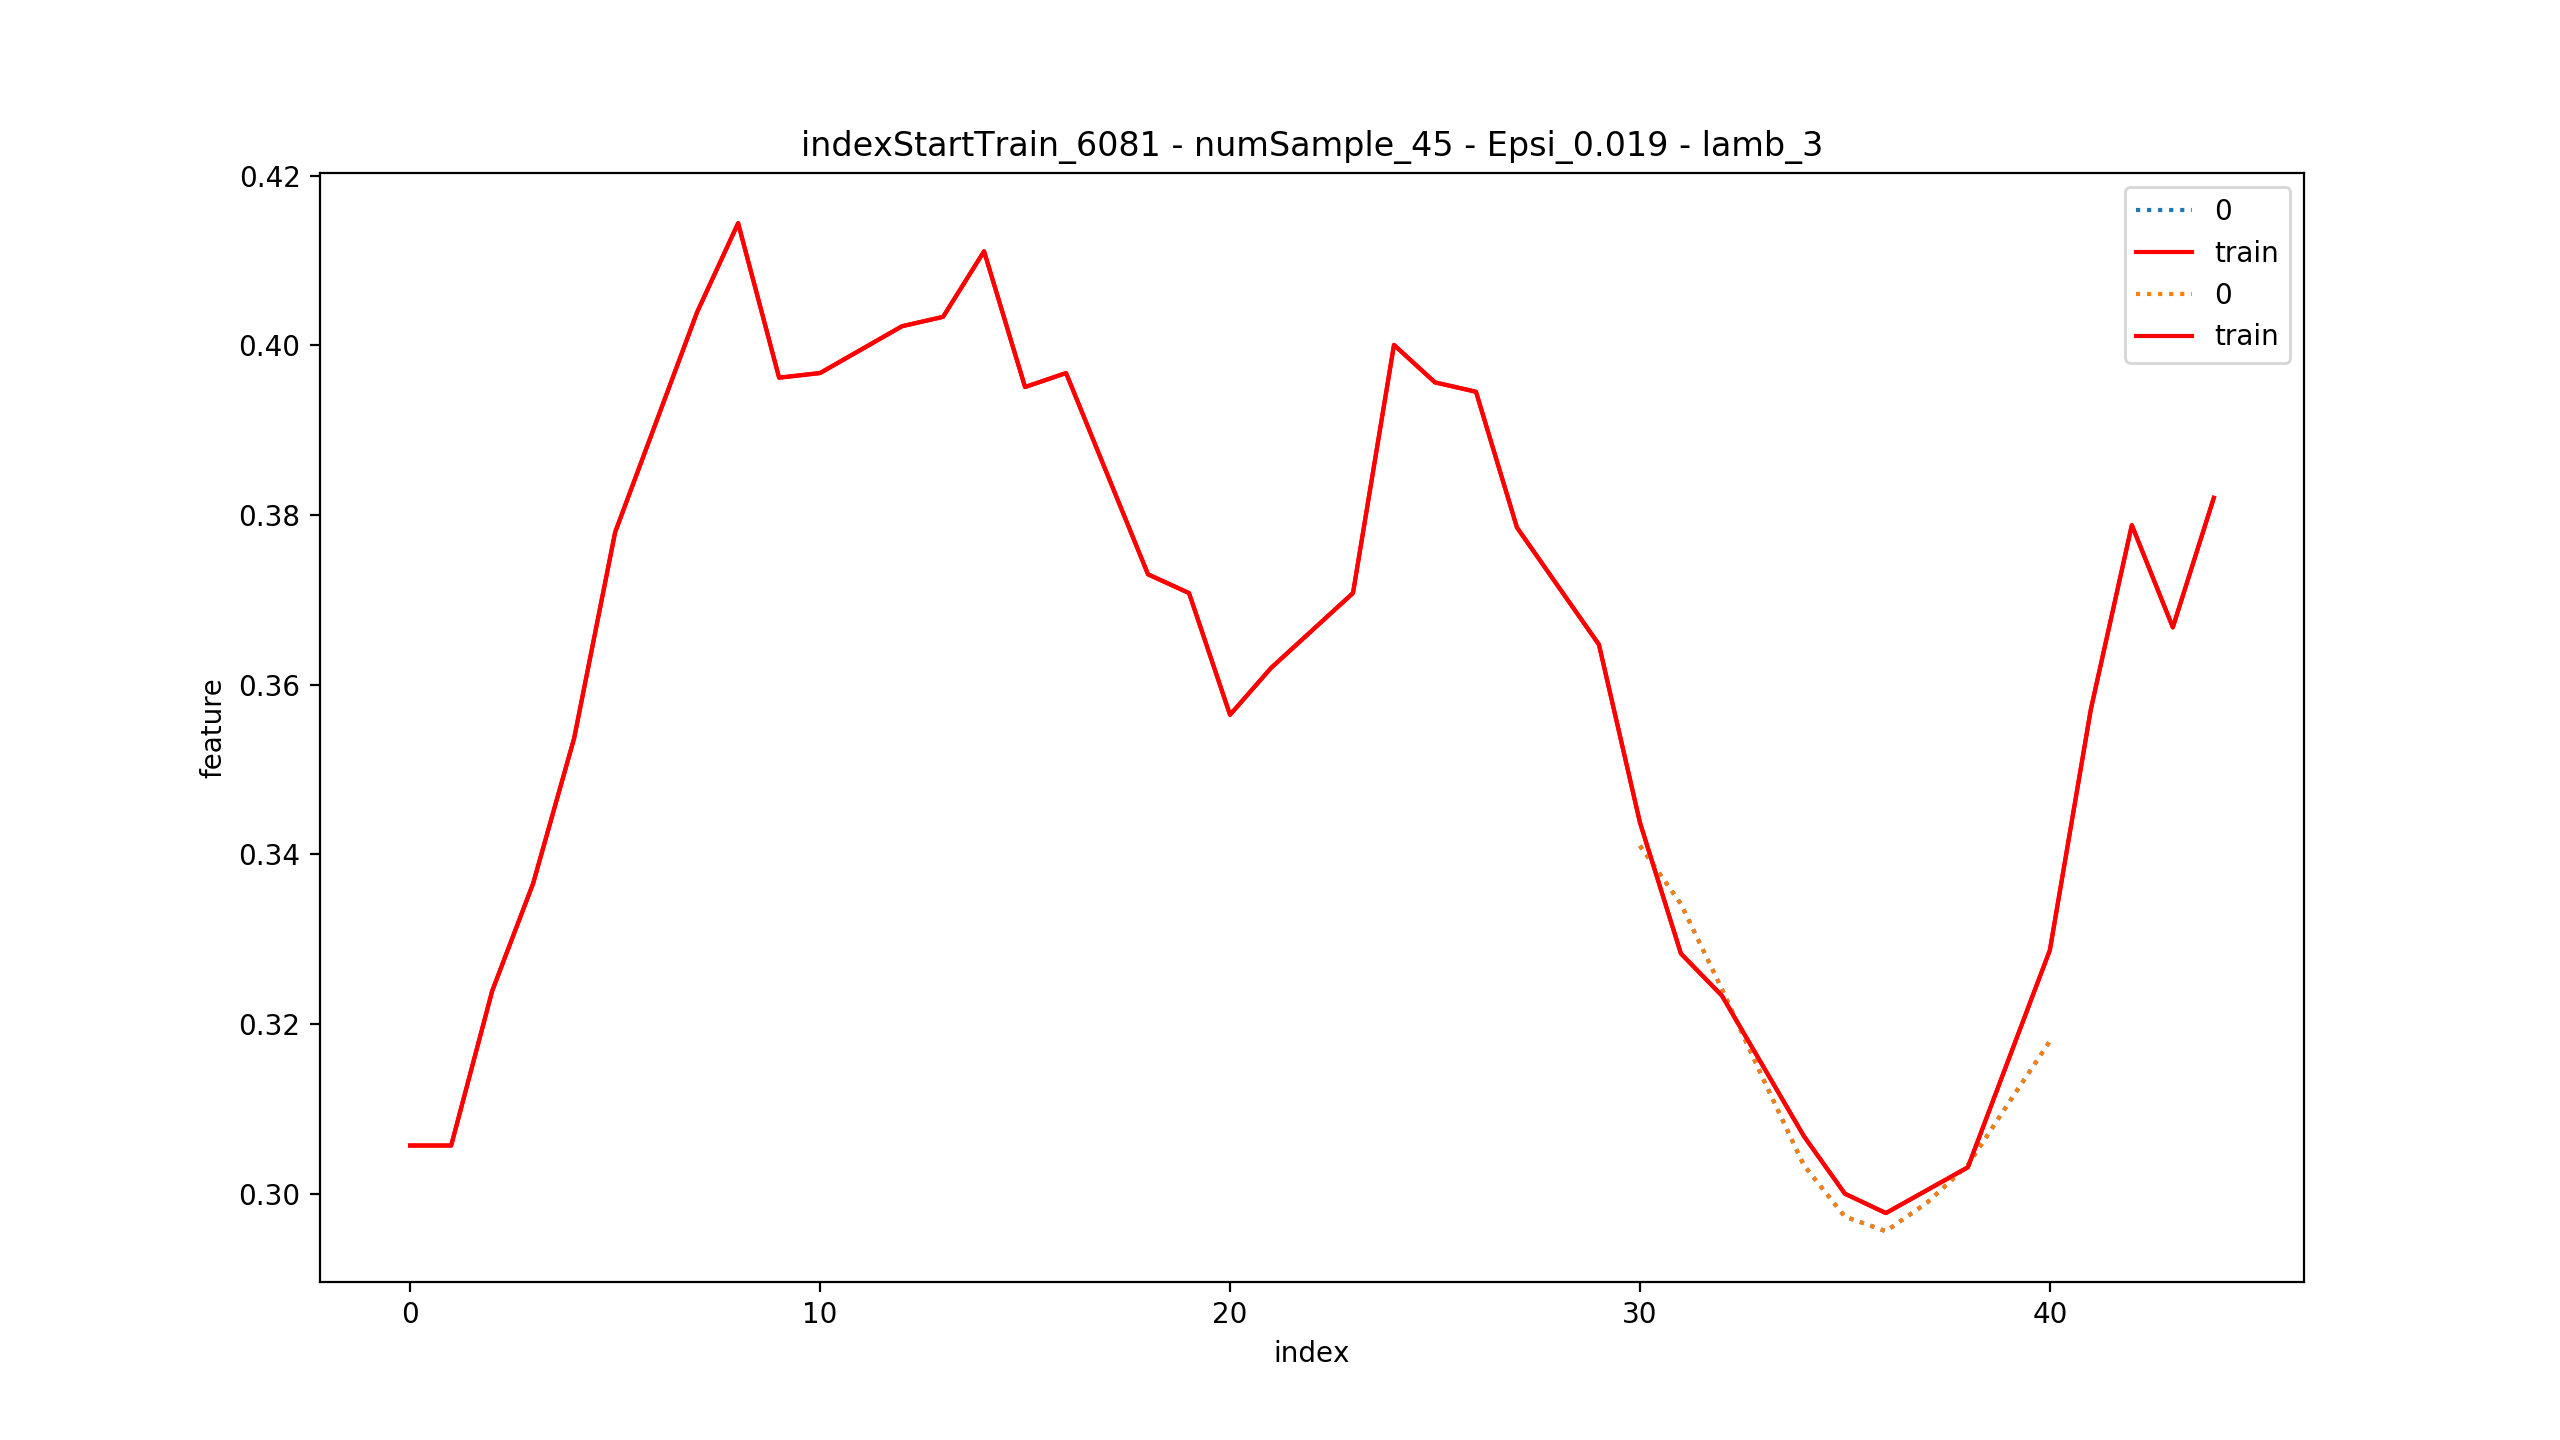 indexStartTrain_6081 - numSample_45 - Epsi_0.019 - lamb_3
0.42
0.40
0.38
0.36
0.34
0.32
0.30
feature
0
train
0
train
0
10
20
30
40
index